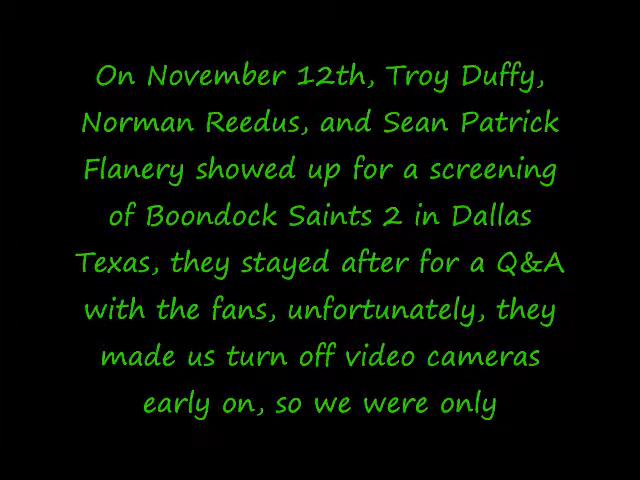 On November 12th, Troy Duffy,
Norman Reedus, and Sean Patrick
Flanery showed up for a screening
of Boondock Saints 2 in Dallas
Texas, they stayed after for a Q&A
with the fans, unfortunately, they
made us turn off video cameras
early on, so we were only